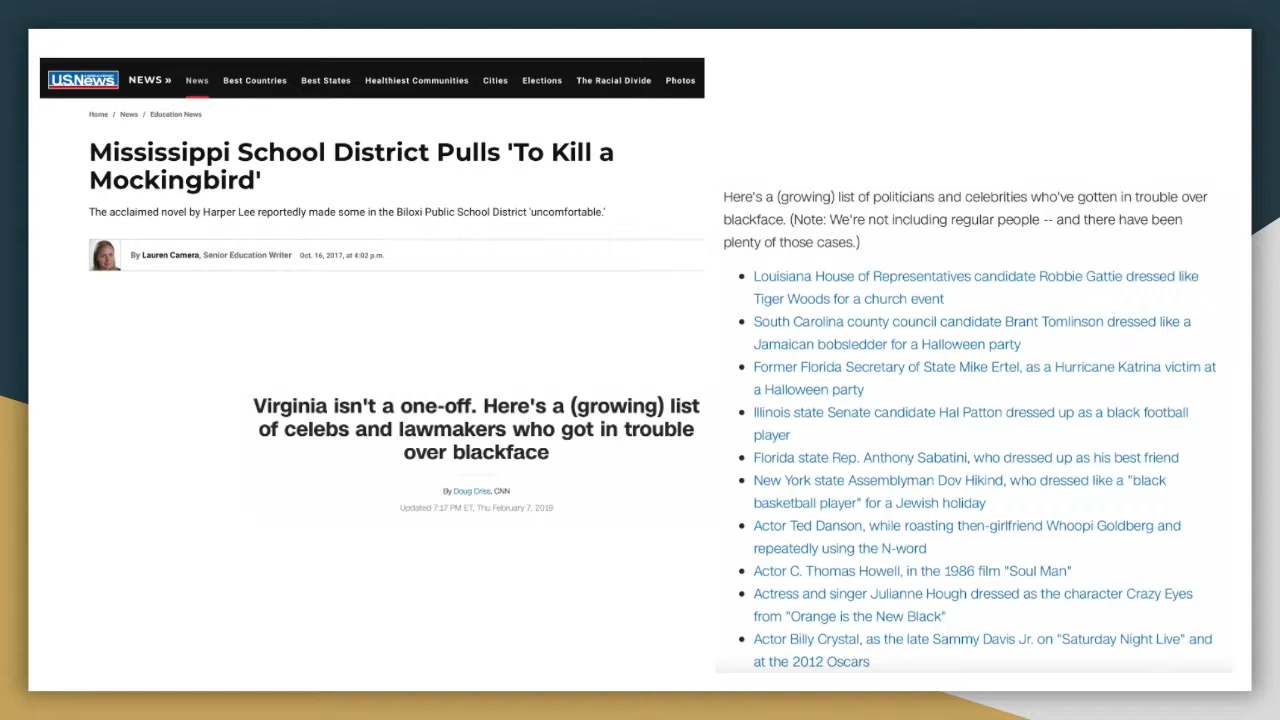 U.S.News NEWS » News Best Countries Best States Healthiest Communities Cities Elections The Racial Divide Photos
Home / News / Education News
Mississippi School District Pulls 'To Kill a
Mockingbird'
The acclaimed novel by Harper Lee reportedly made some in the Biloxi Public School District 'uncomfortable.'
By Lauren Camera, Senior Education Writer Oct. 16, 2017, at 4:02 p.m.
Virginia isn't a one-off. Here's a (growing) list
of celebs and lawmakers who got in trouble
over blackface
By Doug Criss, CNN
Updated 7:17 PM ET, Thu February 7, 2019
Here's a (growing) list of politicians and celebrities who've gotten in trouble over
blackface. (Note: We're not including regular people -- and there have been
plenty of those cases.)
• Louisiana House of Representatives candidate Robbie Gattie dressed like
Tiger Woods for a church event
• South Carolina county council candidate Brant Tomlinson dressed like a
Jamaican bobsledder for a Halloween party
• Former Florida Secretary of State Mike Ertel, as a Hurricane Katrina victim at
a Halloween party
• Illinois state Senate candidate Hal Patton dressed up as a black football
player
• Florida state Rep. Anthony Sabatini, who dressed up as his best friend
• New York state Assemblyman Dov Hikind, who dressed like a "black
basketball player" for a Jewish holiday
• Actor Ted Danson, while roasting then-girlfriend Whoopi Goldberg and
repeatedly using the N-word
• Actor C. Thomas Howell, in the 1986 film "Soul Man"
• Actress and singer Julianne Hough dressed as the character Crazy Eyes
from "Orange is the New Black"
• Actor Billy Crystal, as the late Sammy Davis Jr. on "Saturday Night Live" and
at the 2012 Oscars